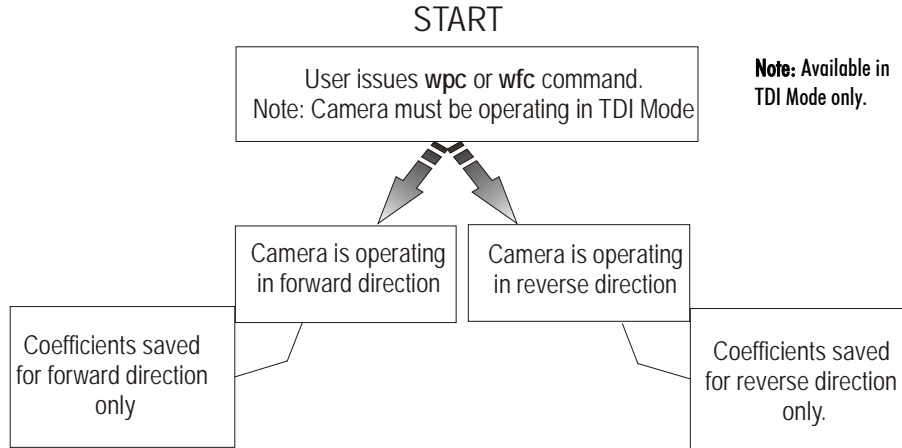 START
User issues wpc or wfc command.
Note: Camera must be operating in TDI Mode
Note: Available in
TDI Mode only.
Camera is operating
in forward direction
Camera is operating
in reverse direction
Coefficients saved
for forward direction
only
Coefficients saved
for reverse direction
only.